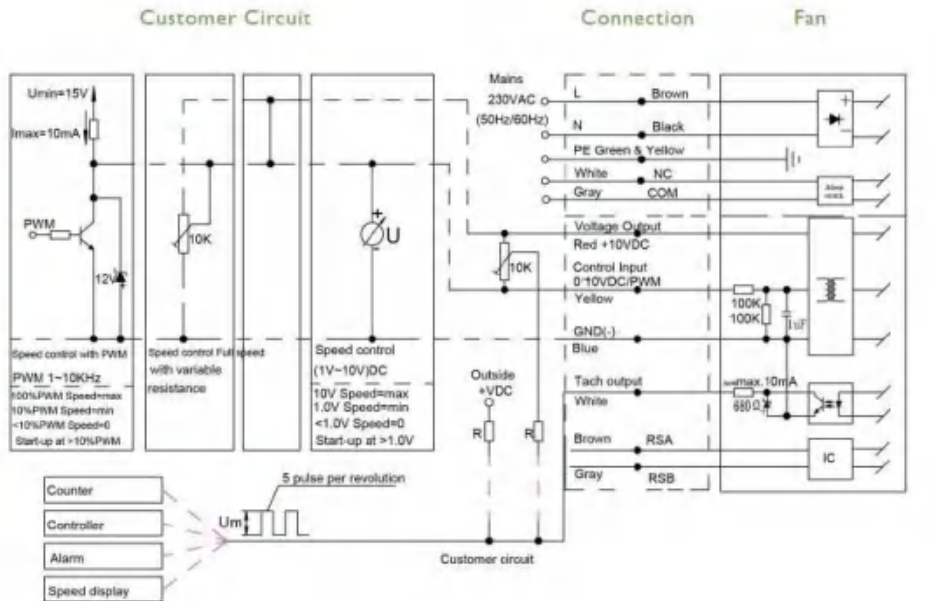 Customer Circuit
Connection
Fan
Umin=15V
Imax=10mA
PWM
12V
10K
U
Mains
230VAC
(50Hz/60Hz)
L
Brown
N
Black
PE Green & Yellow
White
NC
Gray
COM
10K
Voltage Output
Red +10VDC
Control Input
0~10VDC/PWM
Yellow
GND(-)
Blue
100K
100K
1uF
Speed control with PWM
PWM 1~10KHz
100%PWM Speed=max
10%PWM Speed=min
<10%PWM Speed=0
Start-up at >10%PWM
Speed control Full speed
with variable
resistance
Speed control
(1V~10V)DC
10V Speed=max
1.0V Speed=min
<1.0V Speed=0
Start-up at >1.0V
Outside
+VDC
R
R
Tach output
White
max.10mA
680Ω
Brown
RSA
Gray
RSB
IC
5 pulse per revolution
Um
Counter
Controller
Alarm
Speed display
Customer circuit